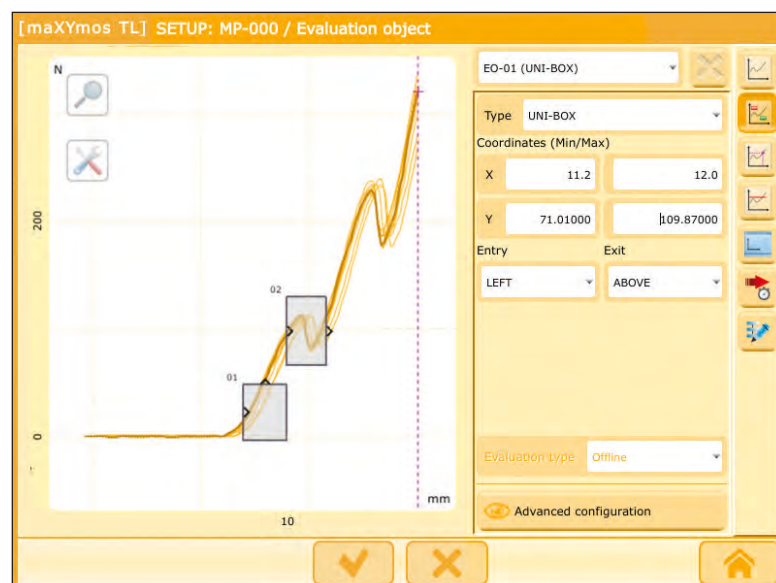 [maXYmos TL] SETUP: MP-000 / Evaluation object
N
200
0
02
01
mm
10
EO-01 (UNI-BOX)
Type UNI-BOX
Coordinates (Min/Max)
X 11.2 12.0
Y 71.01000 109.87000
Entry Exit
LEFT ABOVE
Evaluation type Offline
Advanced configuration